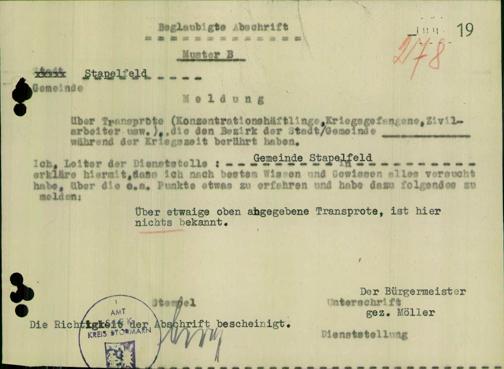 Beglaubigte Abschrift
19
218
Muster B
Stadt Stapelfeld
Gemeinde
Meldung
über Transprote (Konzentrationshäftlinge,Kriegsgefangene,Zivil-
arbeiter usw.)..die den Bezirk der Stadt/Gemeinde
während der Kriegszeit berührt haben.
Ich, Leiter der Dienststelle : Gemeinde Stapelfeld in
erkläre hiermit,dass ich nach bestem Wissen und Gewissen alles versucht
habe, über die o.a. Punkte etwas zu erfahren und habe dazu folgendes zu
melden:
Über etwaige oben abgegebene Transprote, ist hier
nichts bekannt.
Der Bürgermeister
Stempel Unterschrift
gez. Möller
Die Richtigkeit der Abschrift bescheinigt.
Dienststellung
AMT
KREIS STORMARN